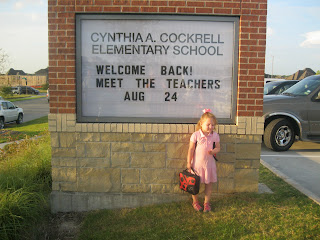 CYNTHIA A. COCKRELL
ELEMENTARY SCHOOL
WELCOME BACK!
MEET THE TEACHERS
AUG 24